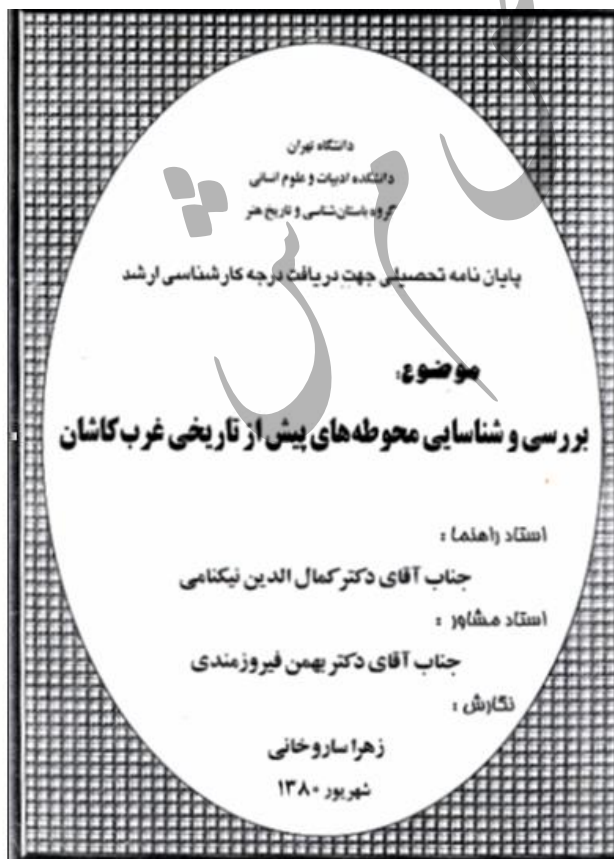 دانشگاه تهران
دانشکده ادبیات و علوم انسانی
گروه باستان‌شناسی و تاریخ هنر
پایان نامه تحصیلی جهت دریافت درجه کارشناسی ارشد
موضوع:
بررسی و شناسایی محوطه‌های پیش از تاریخی غرب کاشان
استاد راهنما :
جناب آقای دکتر کمال الدین نیکنامی
استاد مشاور :
جناب آقای دکتر بهمن فیروزمندی
نگارش :
زهرا ساروخانی
شهریور ۱۳۸۰